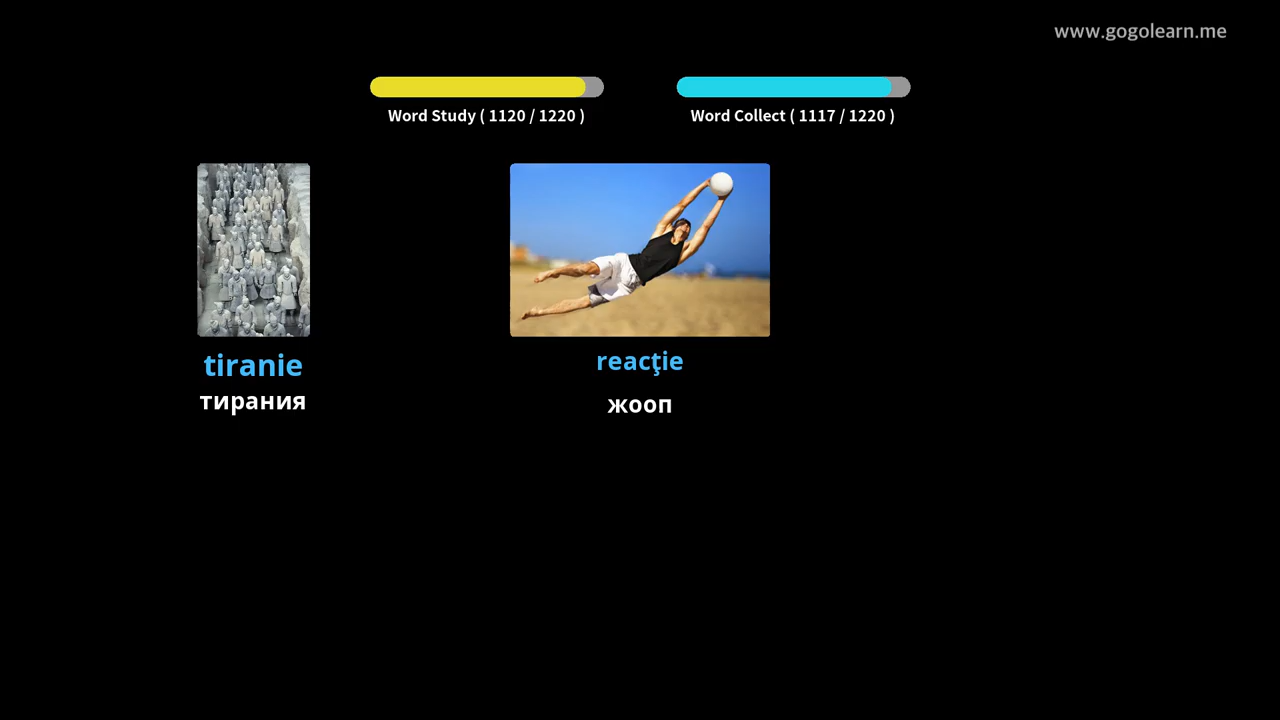 www.gogolearn.me
Word Study ( 1120 / 1220 )
Word Collect ( 1117 / 1220 )
tiranie
тирания
reacţie
жооп